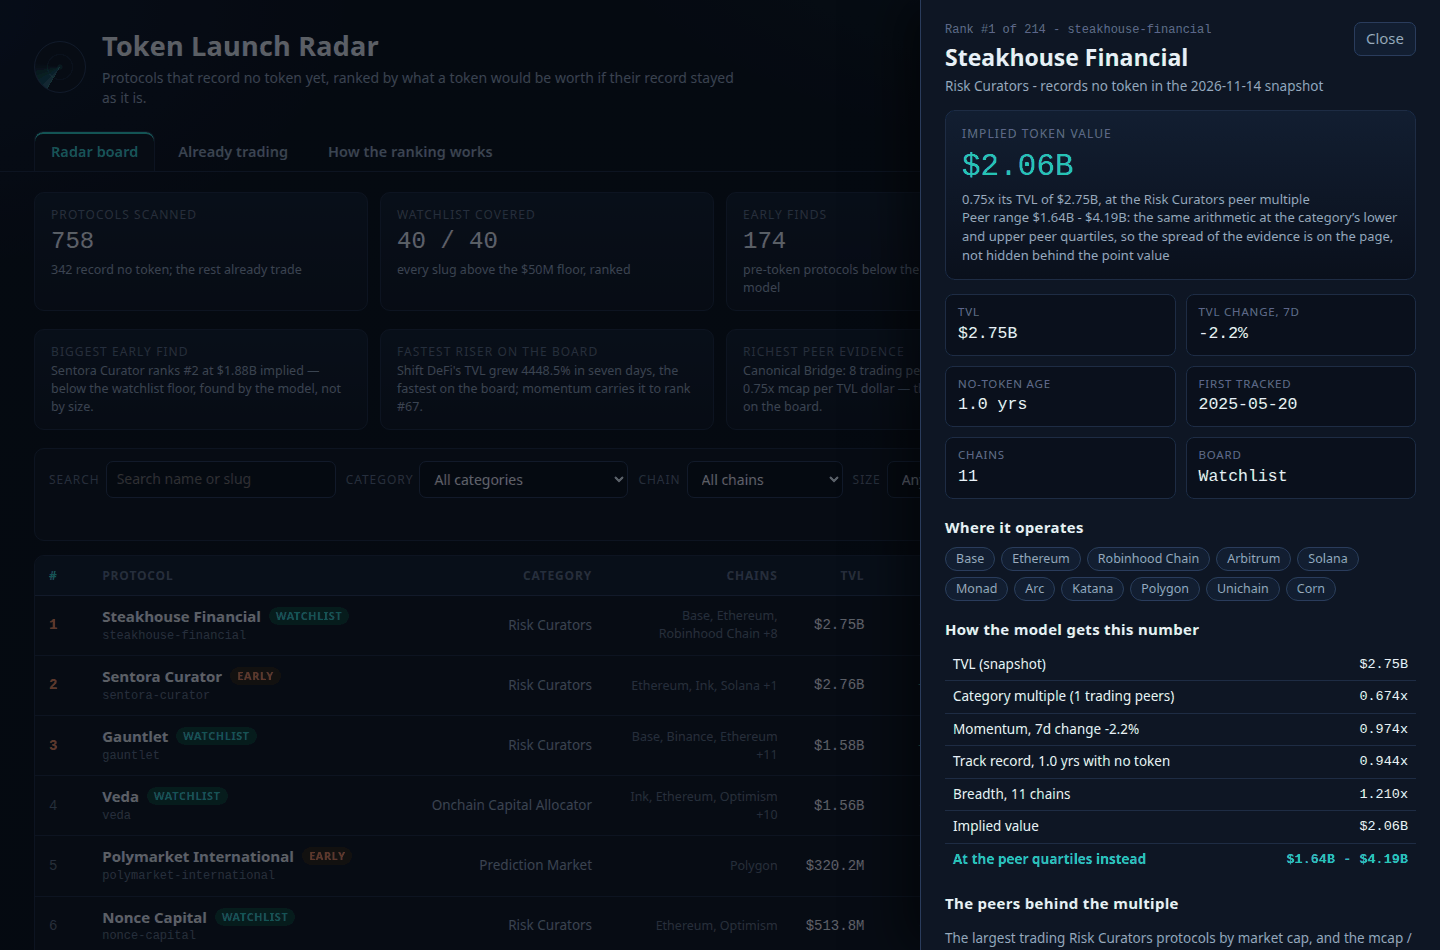 Token Launch Radar
Protocols that record no token yet, ranked by what a token would be worth if their record stayed
as it is.
Radar board
Already trading
How the ranking works
PROTOCOLS SCANNED
758
342 record no token; the rest already trade
WATCHLIST COVERED
40 / 40
every slug above the $50M floor, ranked
EARLY FINDS
174
pre-token protocols below the
model
BIGGEST EARLY FIND
Sentora Curator ranks #2 at $1.88B implied —
below the watchlist floor, found by the model, not
by size.
FASTEST RISER ON THE BOARD
Shift DeFi's TVL grew 4448.5% in seven days, the
fastest on the board; momentum carries it to rank
#67.
RICHEST PEER EVIDENCE
Canonical Bridge: 8 trading pe
0.75x mcap per TVL dollar — t
on the board.
SEARCH Search name or slug CATEGORY All categories CHAIN All chains SIZE An
# PROTOCOL CATEGORY CHAINS TVL
1 Steakhouse Financial WATCHLIST Risk Curators Base, Ethereum, $2.75B
steakhouse-financial Robinhood Chain +8
2 Sentora Curator EARLY Risk Curators Ethereum, Ink, Solana +1 $2.76B
sentora-curator
3 Gauntlet WATCHLIST Risk Curators Base, Binance, Ethereum $1.58B
gauntlet +11
4 Veda WATCHLIST Onchain Capital Allocator Ink, Ethereum, Optimism $1.56B
veda +10
5 Polymarket International EARLY Prediction Market Polygon $320.2M
polymarket-international
6 Nonce Capital WATCHLIST Risk Curators Ethereum, Optimism $513.8M
nonce-capital
Rank #1 of 214 - steakhouse-financial
Close
Steakhouse Financial
Risk Curators - records no token in the 2026-11-14 snapshot
IMPLIED TOKEN VALUE
$2.06B
0.75x its TVL of $2.75B, at the Risk Curators peer multiple
Peer range $1.64B - $4.19B: the same arithmetic at the category's lower
and upper peer quartiles, so the spread of the evidence is on the page,
not hidden behind the point value
TVL
$2.75B
TVL CHANGE, 7D
-2.2%
NO-TOKEN AGE
1.0 yrs
FIRST TRACKED
2025-05-20
CHAINS
11
BOARD
Watchlist
Where it operates
Base Ethereum Robinhood Chain Arbitrum Solana
Monad Arc Katana Polygon Unichain Corn
How the model gets this number
TVL (snapshot) $2.75B
Category multiple (1 trading peers) 0.674x
Momentum, 7d change -2.2% 0.974x
Track record, 1.0 yrs with no token 0.944x
Breadth, 11 chains 1.210x
Implied value $2.06B
At the peer quartiles instead $1.64B - $4.19B
The peers behind the multiple
The largest trading Risk Curators protocols by market cap, and the mcap /